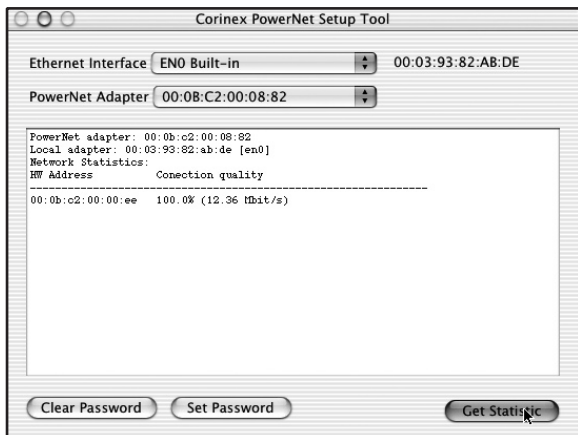 Corinex PowerNet Setup Tool
Ethernet Interface EN0 Built-in 00:03:93:82:AB:DE
PowerNet Adapter 00:0B:C2:00:08:82
PowerNet adapter: 00:0b:c2:00:08:82
Local adapter: 00:03:93:82:ab:de [en0]
Network Statistics:
HW Address Conection quality
--------------------------------------------------------------------
00:0b:c2:00:00:ee 100.0% (12.36 Mbit/s)
Clear Password Set Password Get Statistic